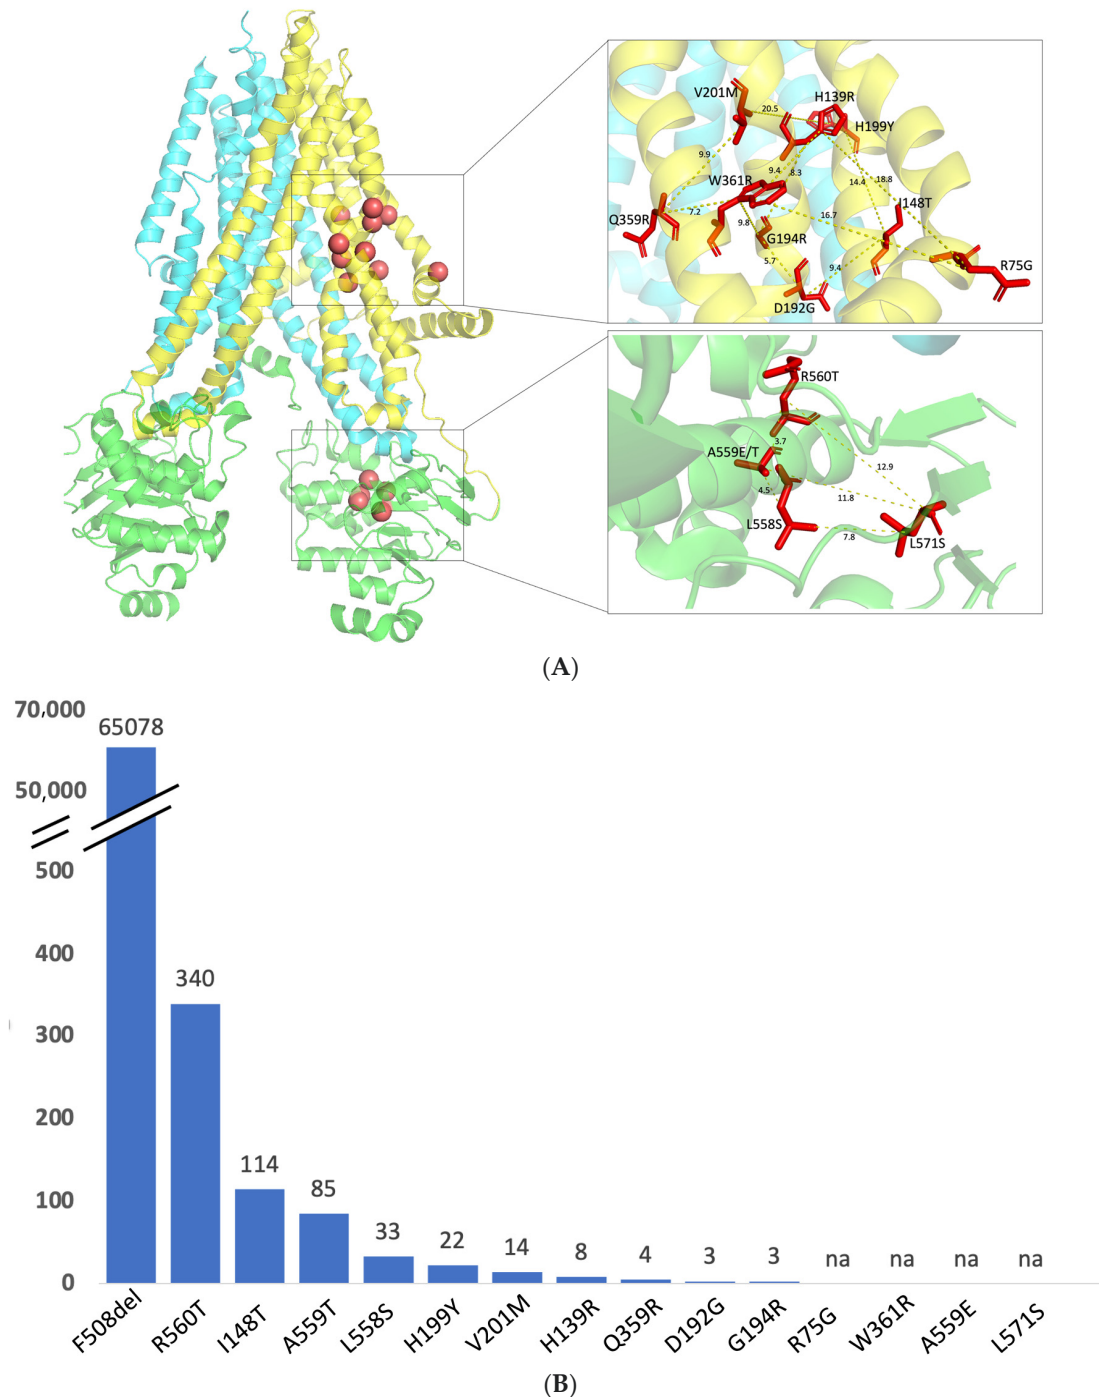 V201M
H139R
20.5
H199Y
9.9
9.4
8.3
W361R
18.8
14.4
I148T
Q359R
7.2
16.7
9.8
G194R
R75G
5.7
9.4
D192G
R560T
3.7
A559E/T
12.9
4.5
11.8
L558S
7.8
L571S
(A)
70,000
65078
50,000
500
400
340
300
200
114
100
85
33
22
14
8
4
3
3
na
na
na
na
0
F508del
R560T
I148T
A559T
L558S
H199Y
V201M
H139R
Q359R
D192G
G194R
R75G
W361R
A559E
L571S
(B)